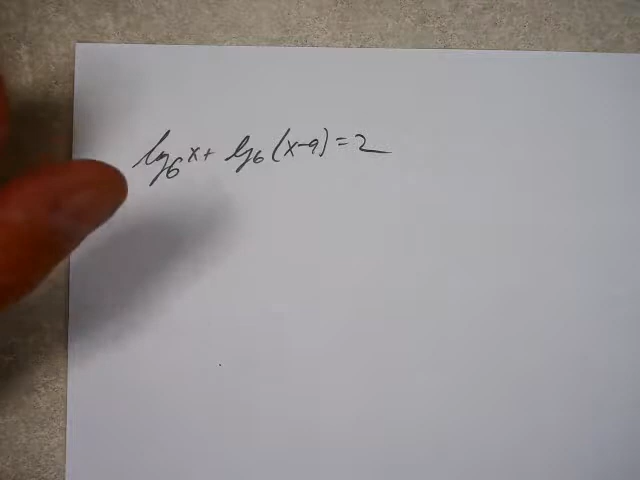 log₆ x + log₆ (x-9) = 2